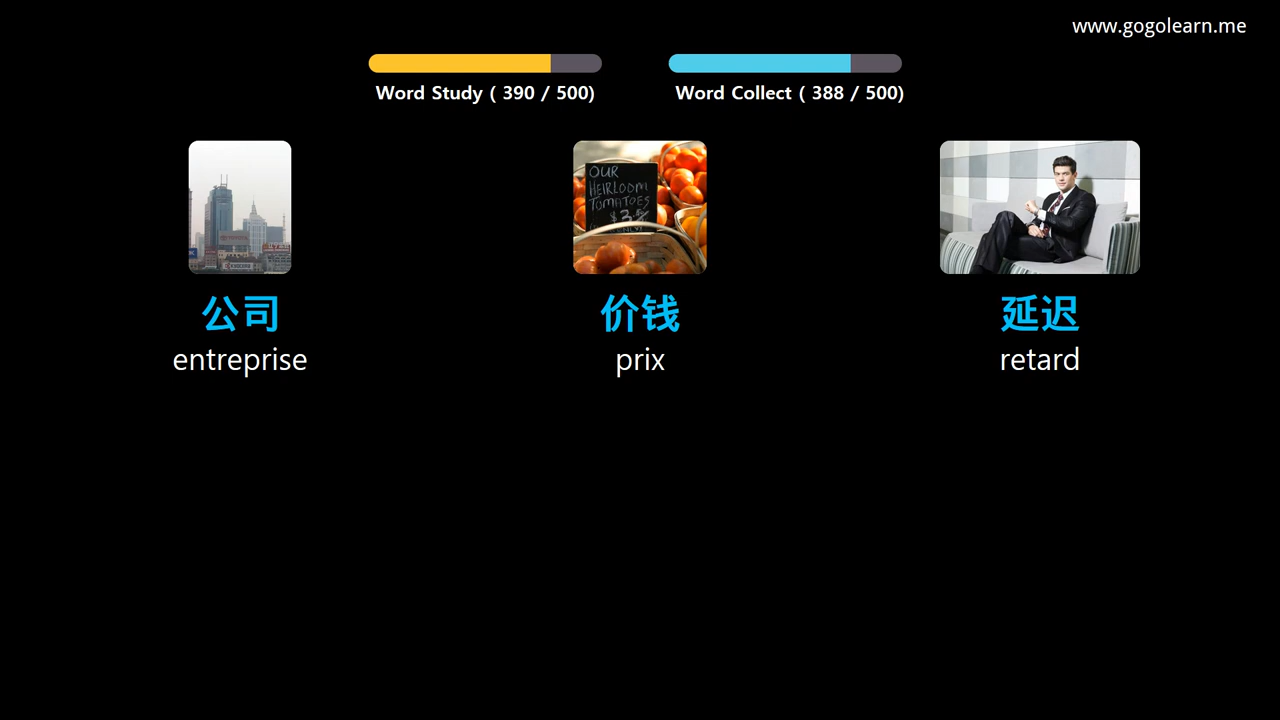 www.gogolearn.me
Word Study ( 390 / 500)
Word Collect ( 388 / 500)
OUR
HEIRLOOM
TOMATOES
公司
价钱
延迟
entreprise
prix
retard